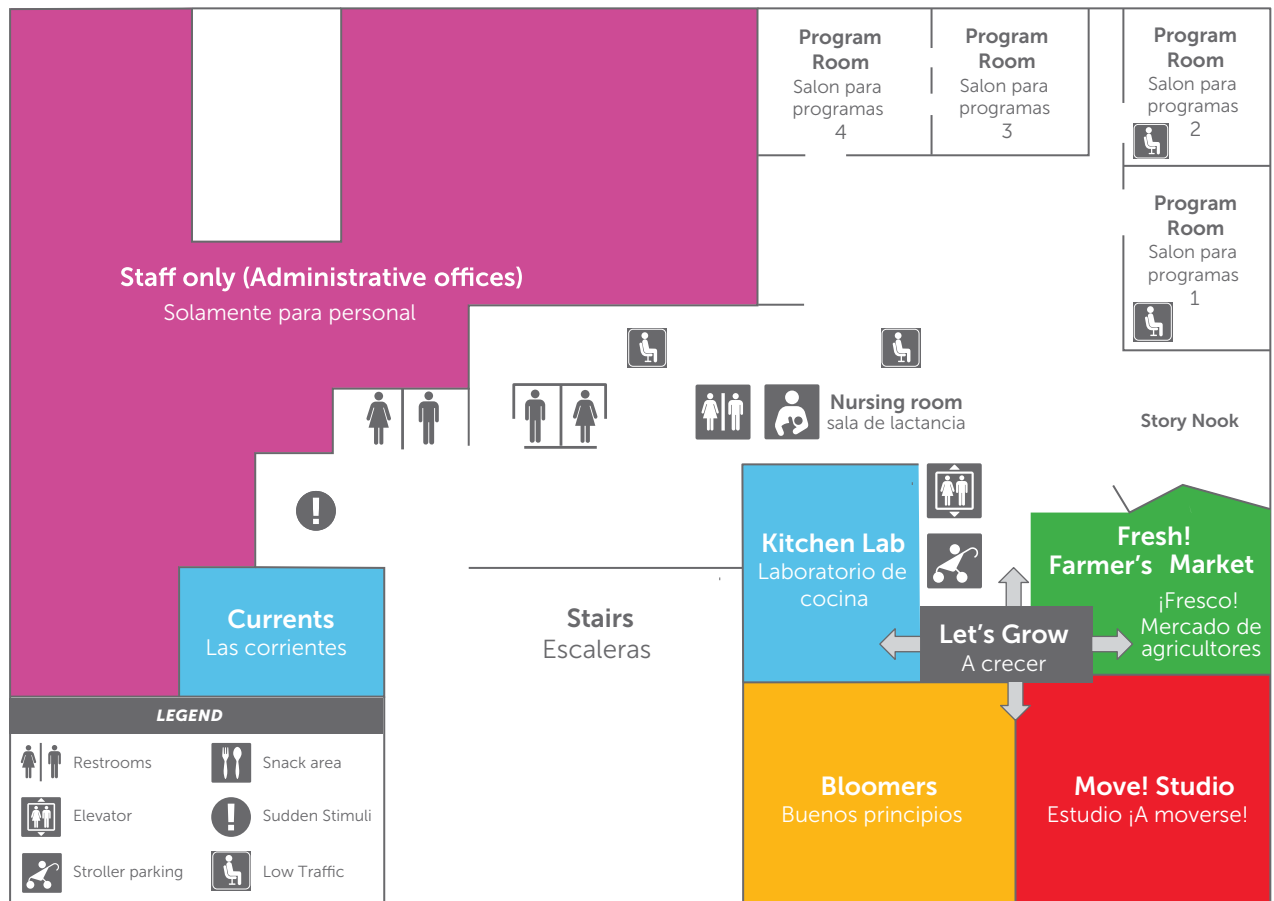 Program
Room
Salon para
programas
4
Program
Room
Salon para
programas
3
Program
Room
Salon para
programas
2
Program
Room
Salon para
programas
1
Staff only (Administrative offices)
Solamente para personal
Nursing room
sala de lactancia
Story Nook
Kitchen Lab
Laboratorio de
cocina
Fresh!
Farmer's Market
¡Fresco!
Mercado de
agricultores
Let's Grow
A crecer
Currents
Las corrientes
Stairs
Escaleras
Bloomers
Buenos principios
Move! Studio
Estudio ¡A moverse!
LEGEND
Restrooms
Snack area
Elevator
Sudden Stimuli
Stroller parking
Low Traffic